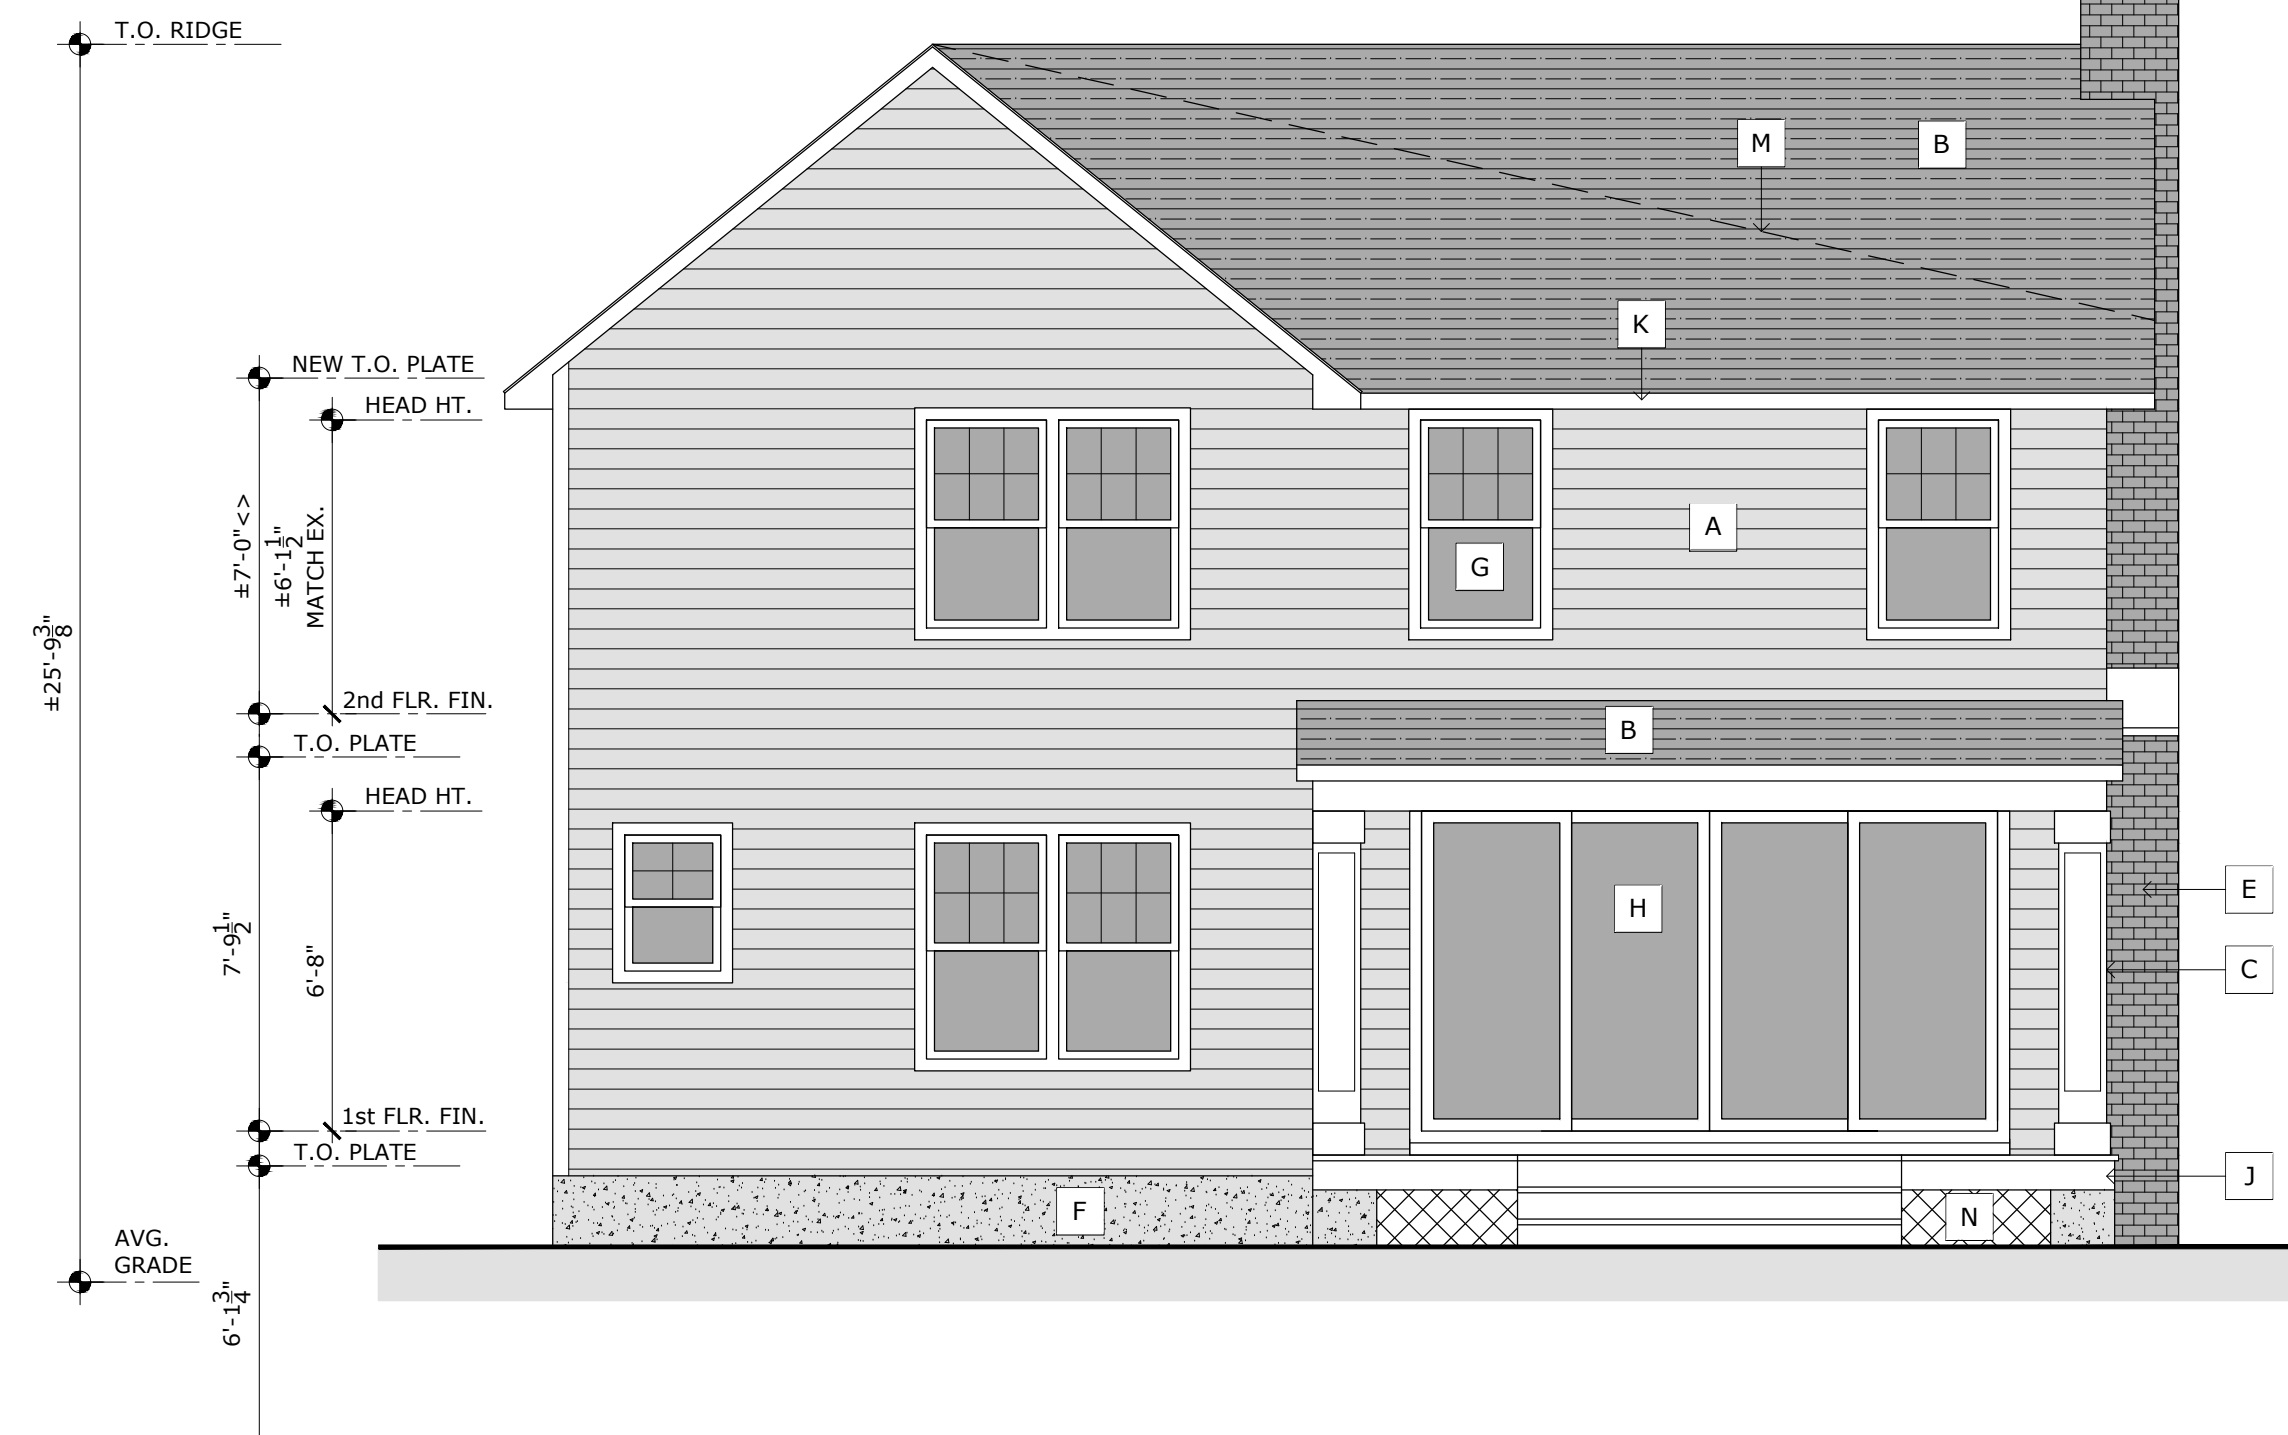 T.O. RIDGE
M
B
K
NEW T.O. PLATE
HEAD HT.
±7'-0"<>
±6'-1 1/2"
MATCH EX.
A
G
±25'-9 3/8"
2nd FLR. FIN.
B
T.O. PLATE
HEAD HT.
E
H
7'-9 1/2"
6'-8"
C
1st FLR. FIN.
T.O. PLATE
J
F
N
AVG.
GRADE
6'-1 3/4"